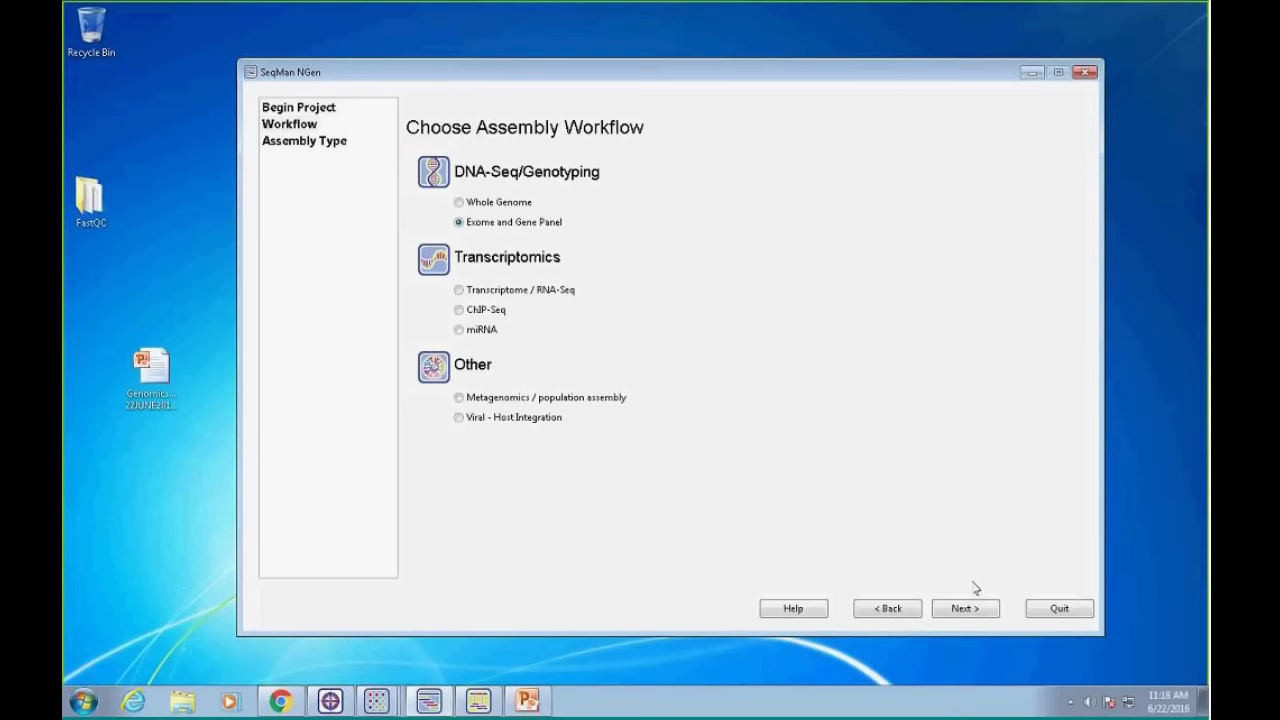 Recycle Bin
SeqMan NGen
Begin Project
Workflow
Assembly Type
Choose Assembly Workflow
DNA-Seq/Genotyping
Whole Genome
Exome and Gene Panel
FastQC
Transcriptomics
Transcriptome / RNA-Seq
ChIP-Seq
miRNA
Other
Genomics...
22JUNE201...
Metagenomics / population assembly
Viral - Host Integration
Help
< Back
Next >
Quit
11:18 AM
6/22/2016